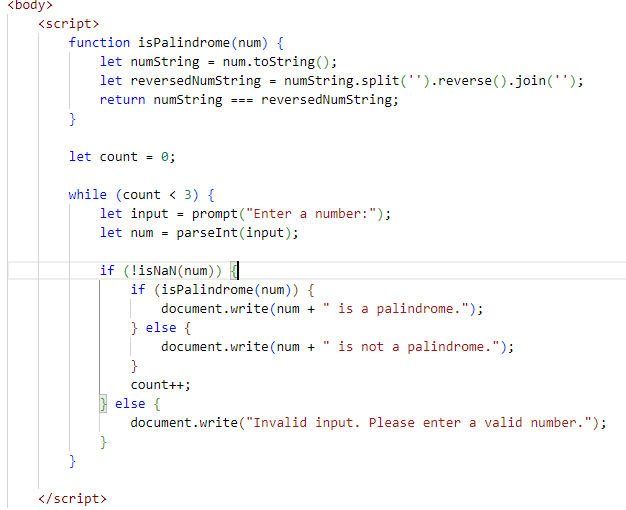 <body>
<script>
function isPalindrome(num) {
let numString = num.toString();
let reversedNumString = numString.split('').reverse().join('');
return numString === reversedNumString;
}
let count = 0;
while (count < 3) {
let input = prompt("Enter a number:");
let num = parseInt(input);
if (!isNaN(num)) {
if (isPalindrome(num)) {
document.write(num + " is a palindrome.");
} else {
document.write(num + " is not a palindrome.");
}
count++;
} else {
document.write("Invalid input. Please enter a valid number.");
}
}
</script>